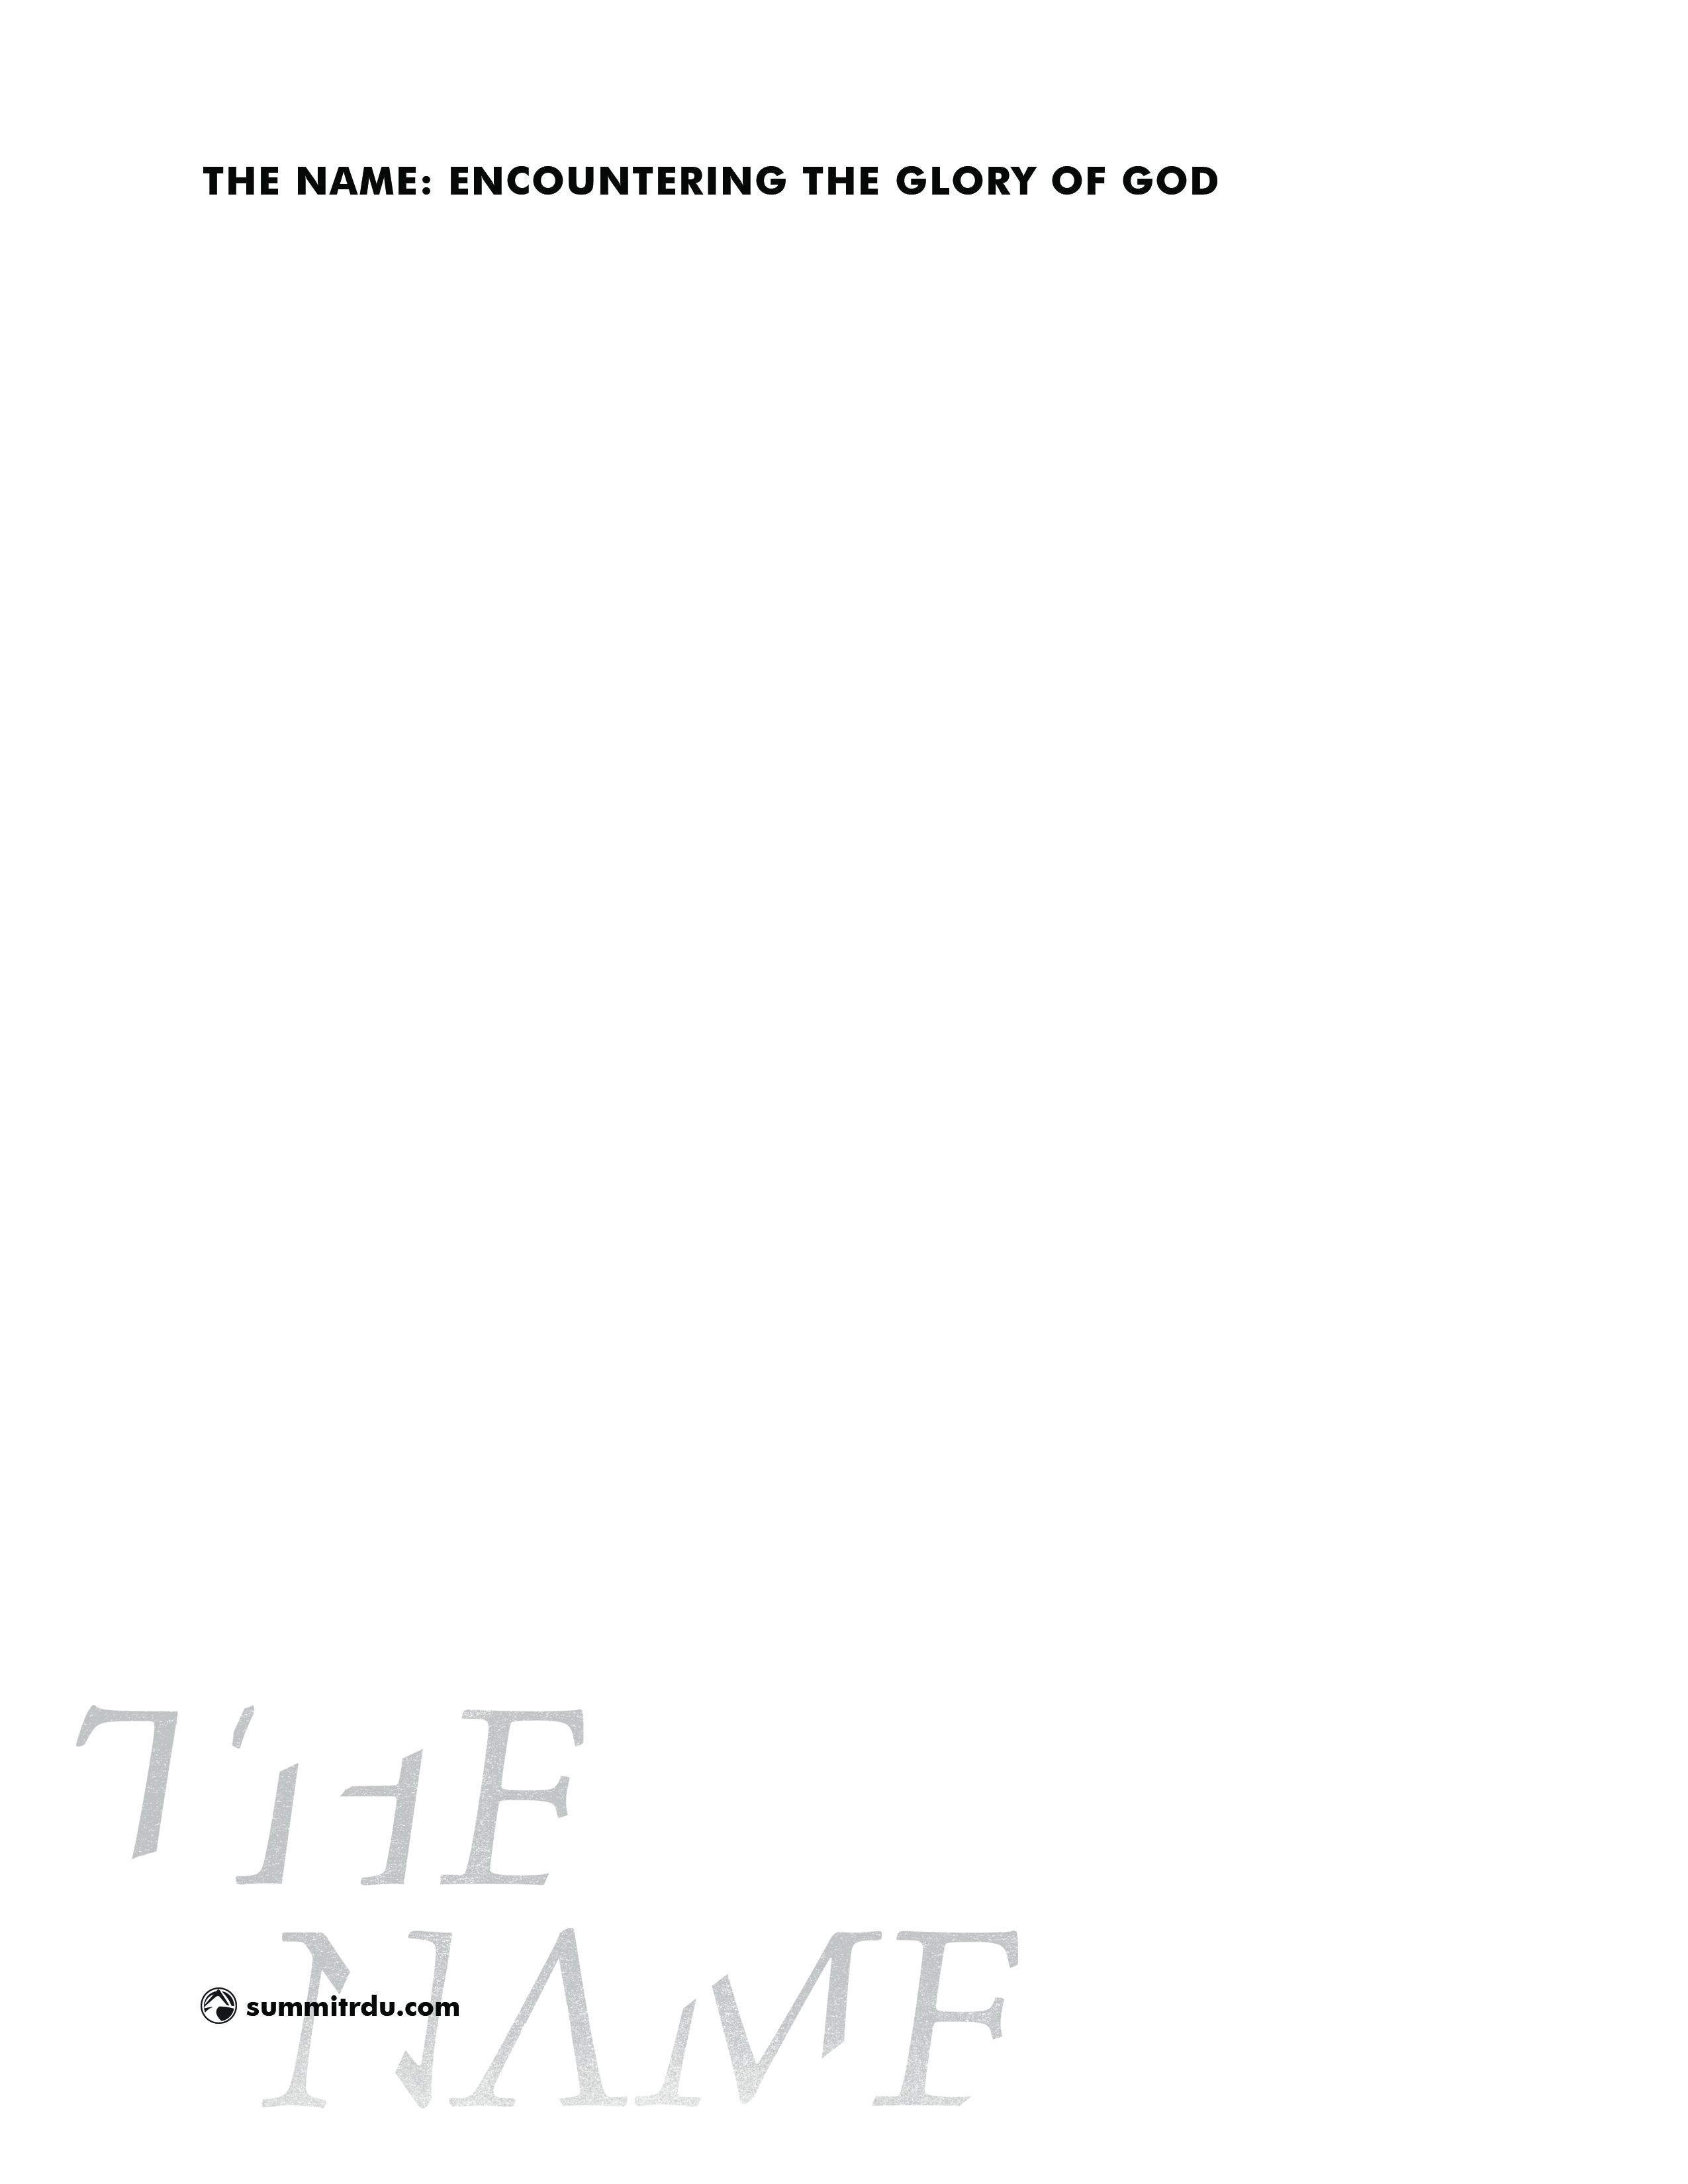 THE NAME: ENCOUNTERING THE GLORY OF GOD
THE
NAME
summitrdu.com